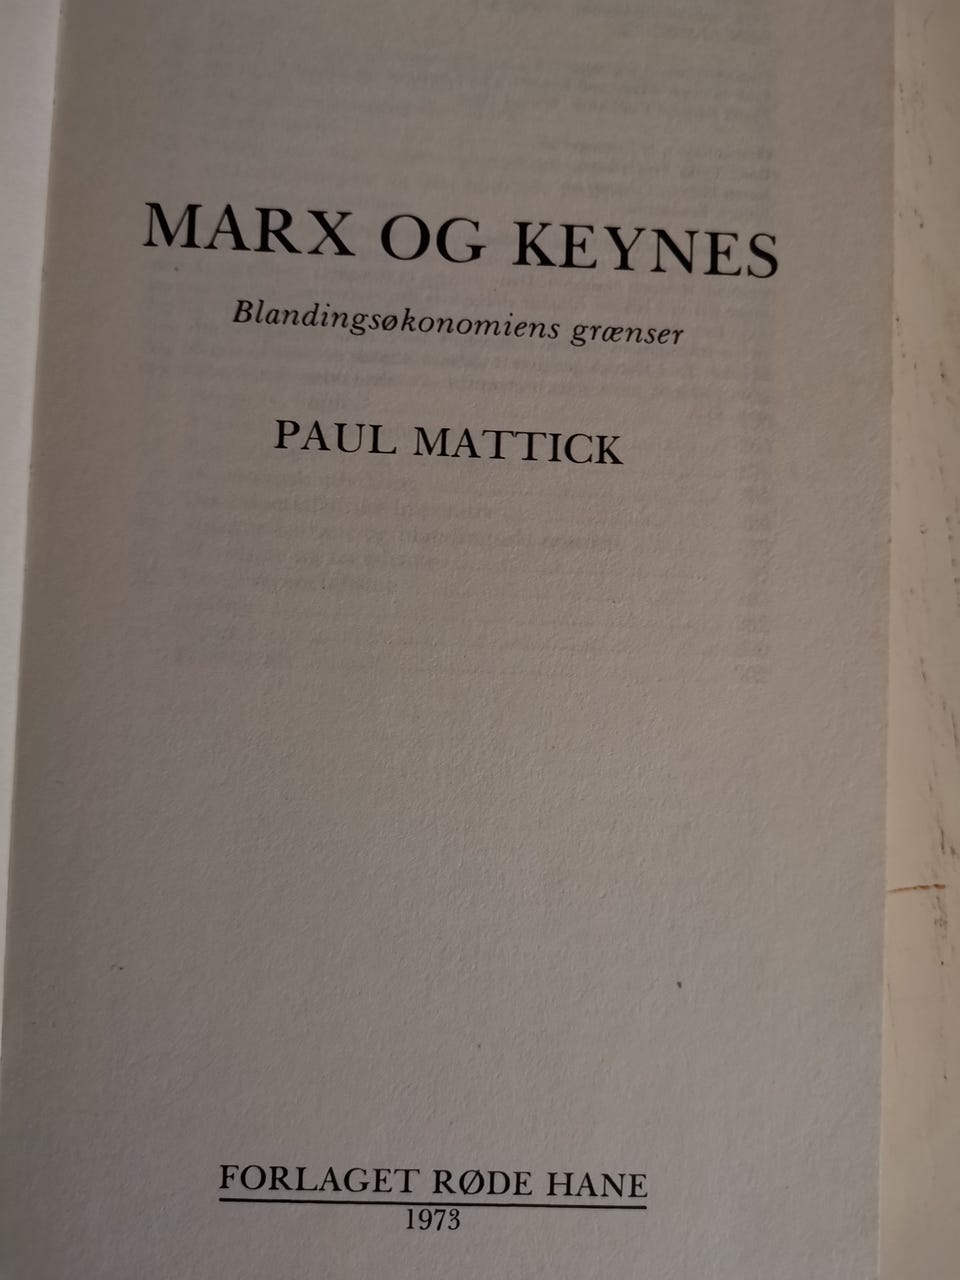 MARX OG KEYNES
Blandingsøkonomiens grænser
PAUL MATTICK
FORLAGET RØDE HANE
1973